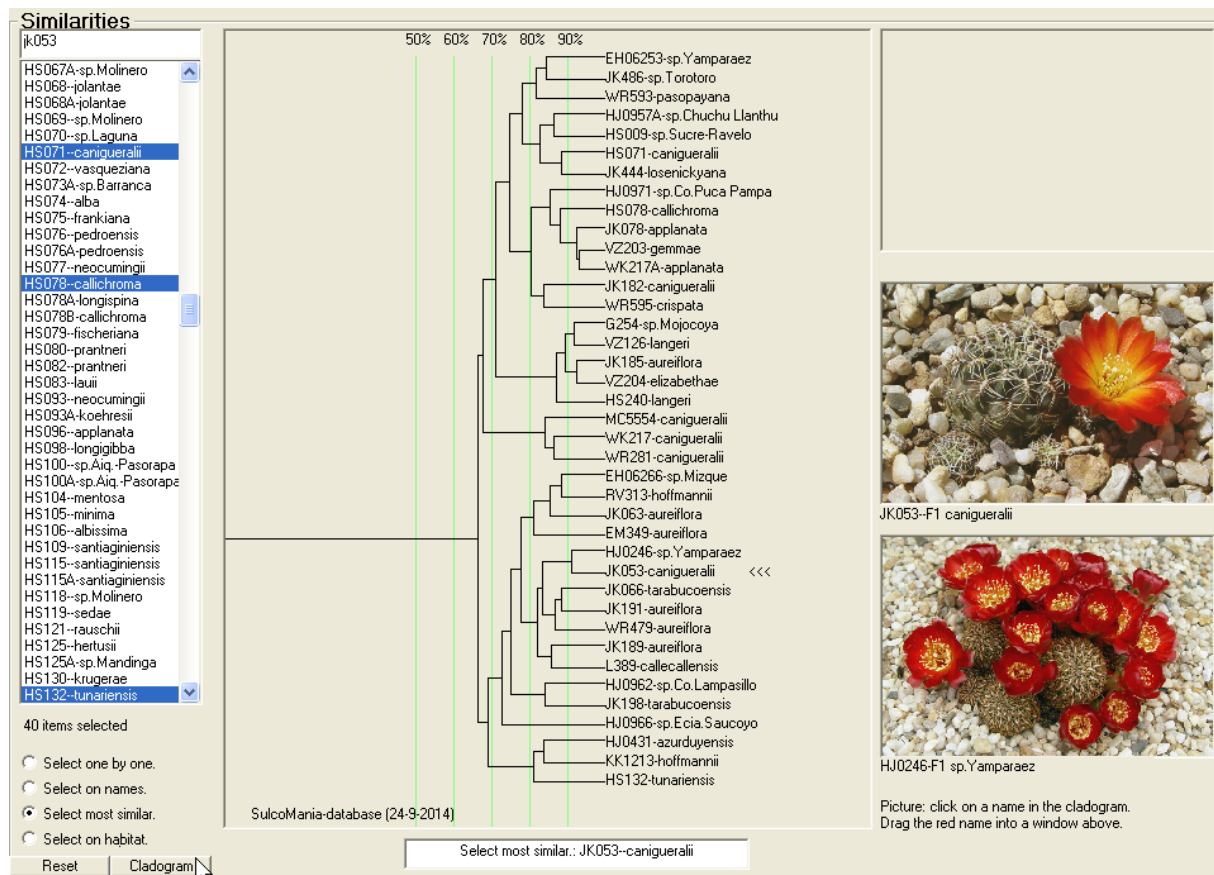 Similarities
jk053
HS067A-sp.Molinero
HS068--jolantae
HS068A-jolantae
HS069--sp.Molinero
HS070--sp.Laguna
HS071--canigueralii
HS072--vasqueziana
HS073A-sp.Barranca
HS074--alba
HS075--frankiana
HS076--pedroensis
HS076A-pedroensis
HS077--neocumingii
HS078--callichroma
HS078A-longispina
HS078B-callichroma
HS079--fischeriana
HS080--prantneri
HS082--prantneri
HS083--lauii
HS093--neocumingii
HS093A-koehresii
HS096--applanata
HS098--longigibba
HS100--sp.Aiq.-Pasorapa
HS100A-sp.Aiq.-Pasorapa
HS104--mentosa
HS105--minima
HS106--albissima
HS109--santiaginiensis
HS115--santiaginiensis
HS115A-santiaginiensis
HS118--sp.Molinero
HS119--sedae
HS121--rauschii
HS125--hertusii
HS125A-sp.Mandinga
HS130--krugerae
HS132--tunariensis
40 items selected
Select one by one.
Select on names.
Select most similar.
Select on habitat.
Reset Cladogram
50% 60% 70% 80% 90%
EH06253-sp.Yamparaez
JK486-sp.Torotoro
WR593-pasopayana
HJ0957A-sp.Chuchu Llanthu
HS009-sp.Sucre-Ravelo
HS071-canigueralii
JK444-losenickyana
HJ0971-sp.Co.Puca Pampa
HS078-callichroma
JK078-applanata
VZ203-gemmae
WK217A-applanata
JK182-canigueralii
WR595-crispata
G254-sp.Mojocoya
VZ126-langeri
JK185-aureiflora
VZ204-elizabethae
HS240-langeri
MC5554-canigueralii
WK217-canigueralii
WR281-canigueralii
EH06266-sp.Mizque
RV313-hoffmannii
JK063-aureiflora
EM349-aureiflora
HJ0246-sp.Yamparaez
JK053-canigueralii <<<
JK066-tarabucoensis
JK191-aureiflora
WR479-aureiflora
JK189-aureiflora
L389-callecallensis
HJ0962-sp.Co.Lampasillo
JK198-tarabucoensis
HJ0966-sp.Ecia.Saucoyo
HJ0431-azurduyensis
KK1213-hoffmannii
HS132-tunariensis
SulcoMania-database (24-9-2014)
Select most similar.: JK053--canigueralii
JK053--F1 canigueralii
HJ0246-F1 sp.Yamparaez
Picture: click on a name in the cladogram.
Drag the red name into a window above.